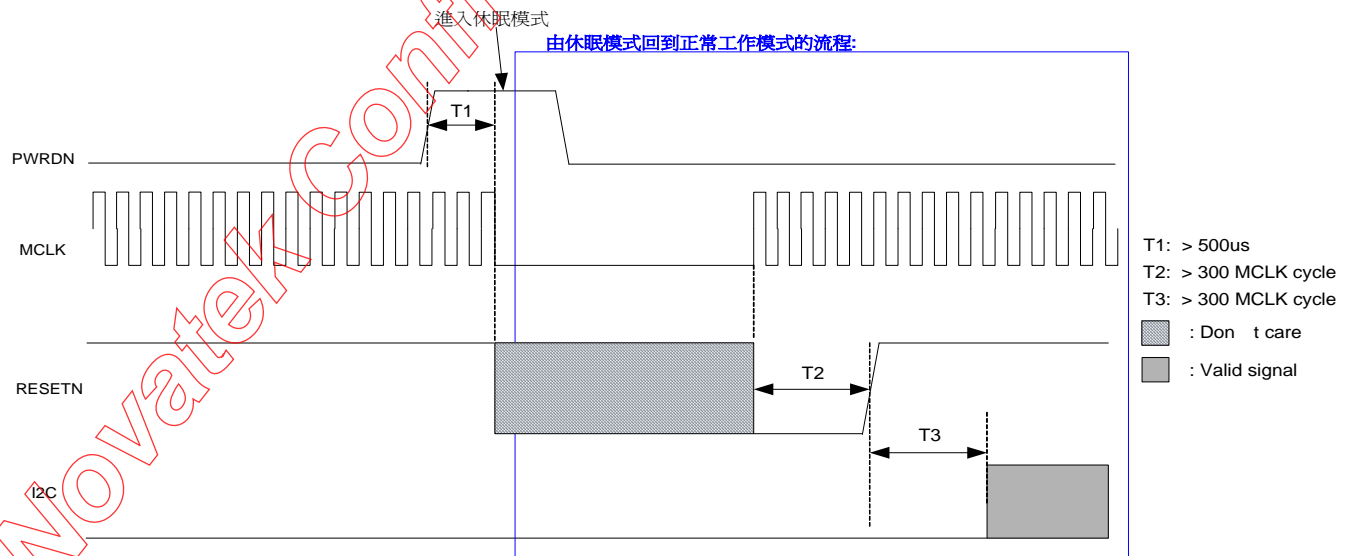 進入休眠模式
由休眠模式回到正常工作模式的流程:
T1
PWRDN
MCLK
T1: > 500us
T2: > 300 MCLK cycle
T3: > 300 MCLK cycle
: Don t care
: Valid signal
T2
RESETN
T3
I2C
Novatek Conf